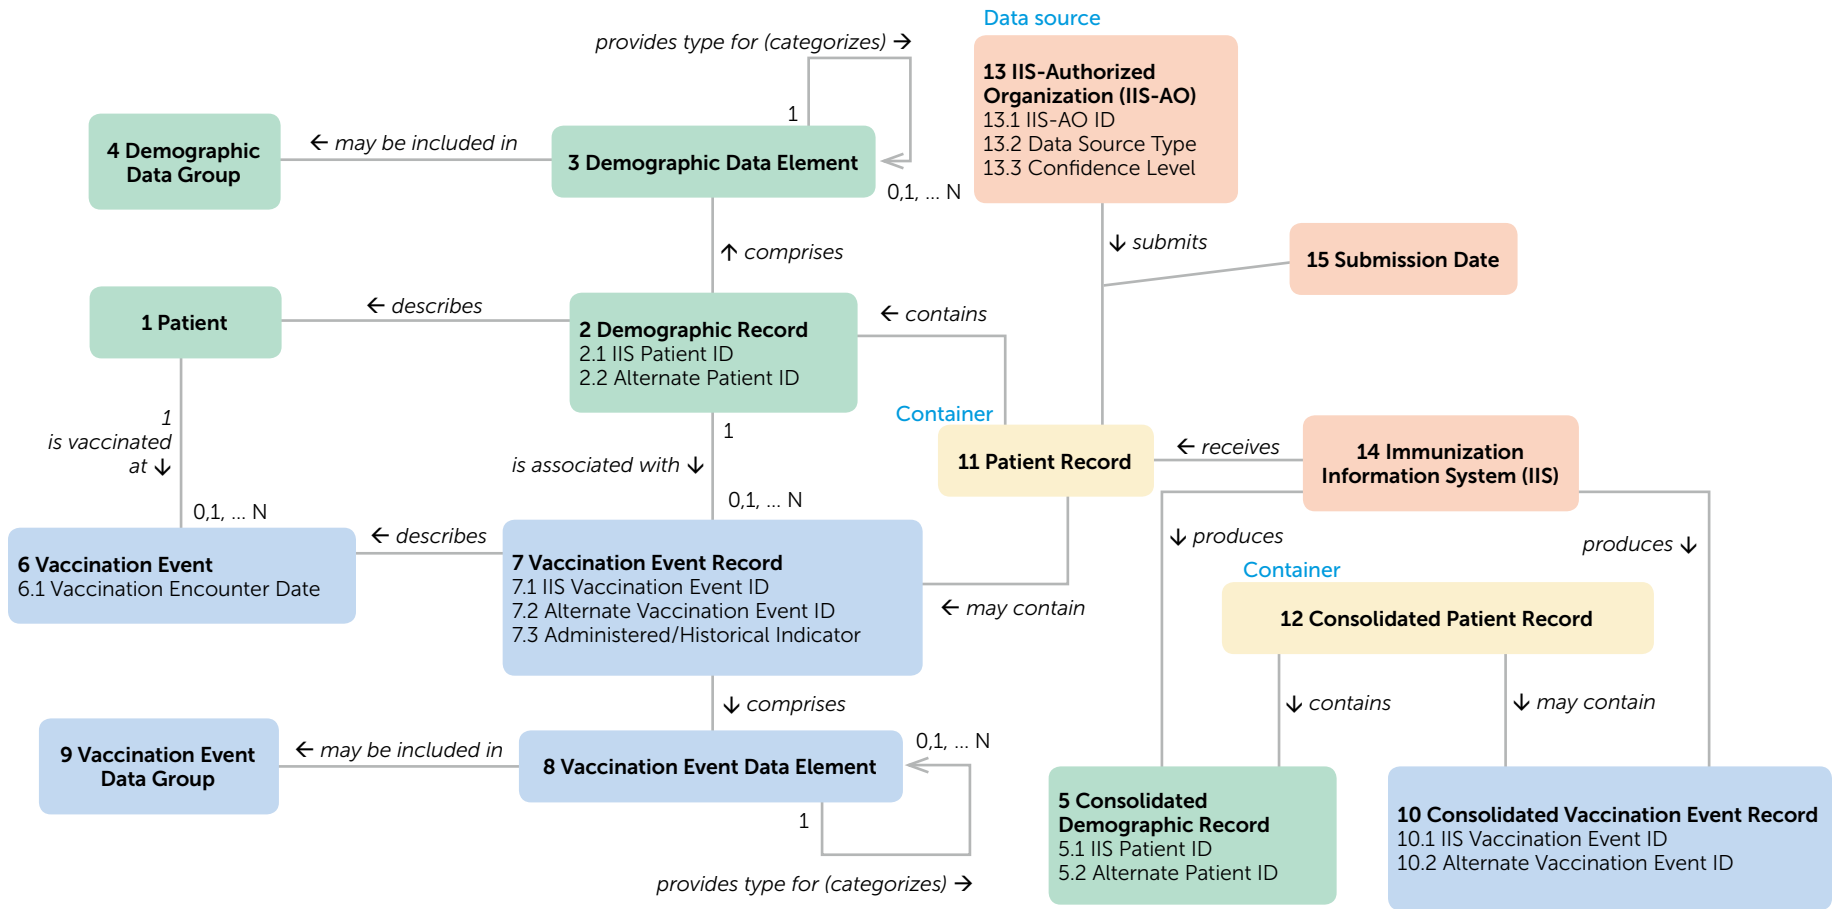 Data source
provides type for (categorizes) →
13 IIS-Authorized
Organization (IIS-AO)
13.1 IIS-AO ID
13.2 Data Source Type
13.3 Confidence Level
1
4 Demographic
Data Group
← may be included in
3 Demographic Data Element
0,1, ... N
↓ submits
15 Submission Date
↑ comprises
1 Patient
← describes
2 Demographic Record
2.1 IIS Patient ID
2.2 Alternate Patient ID
← contains
Container
1
is vaccinated
at ↓
0,1, ... N
1
is associated with ↓
0,1, ... N
11 Patient Record
← receives
14 Immunization
Information System (IIS)
6 Vaccination Event
6.1 Vaccination Encounter Date
← describes
7 Vaccination Event Record
7.1 IIS Vaccination Event ID
7.2 Alternate Vaccination Event ID
7.3 Administered/Historical Indicator
← may contain
↓ produces
produces ↓
Container
12 Consolidated Patient Record
↓ comprises
↓ contains
↓ may contain
9 Vaccination Event
Data Group
← may be included in
8 Vaccination Event Data Element
0,1, ... N
1
provides type for (categorizes) →
5 Consolidated
Demographic Record
5.1 IIS Patient ID
5.2 Alternate Patient ID
10 Consolidated Vaccination Event Record
10.1 IIS Vaccination Event ID
10.2 Alternate Vaccination Event ID